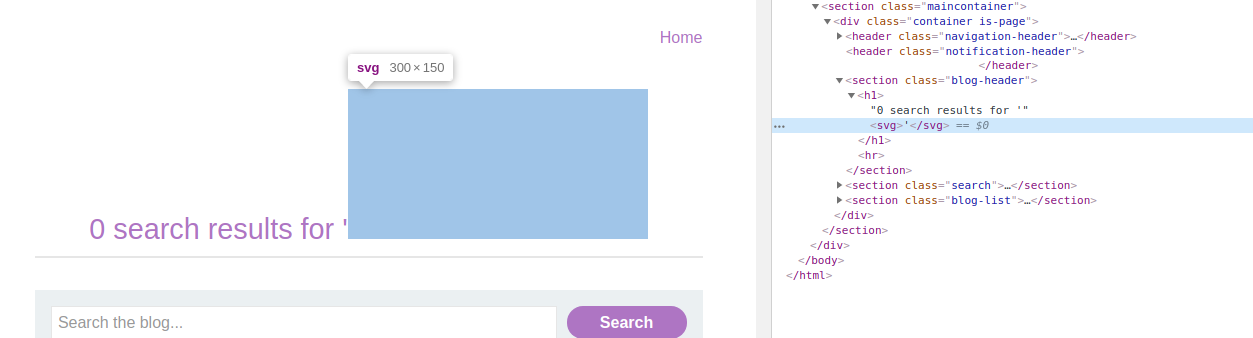 Home
svg 300 × 150
0 search results for '
Search the blog...
Search
<section class="maincontainer">
<div class="container is-page">
<header class="navigation-header">…</header>
<header class="notification-header">
</header>
<section class="blog-header">
<h1>
"0 search results for '"
<svg>'</svg> == $0
</h1>
<hr>
</section>
<section class="search">…</section>
<section class="blog-list">…</section>
</div>
</section>
</div>
</body>
</html>